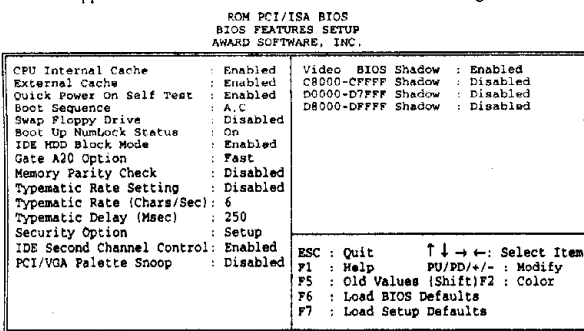 ROM PCI/ISA BIOS
BIOS FEATURES SETUP
AWARD SOFTWARE, INC.
CPU Internal Cache : Enabled
External Cache : Enabled
Quick Power On Self Test : Enabled
Boot Sequence : A,C
Swap Floppy Drive : Disabled
Boot Up NumLock Status : On
IDE HDD Block Mode : Enabled
Gate A20 Option : Fast
Memory Parity Check : Disabled
Typematic Rate Setting : Disabled
Typematic Rate (Chars/Sec): 6
Typematic Delay (Msec) : 250
Security Option : Setup
IDE Second Channel Control: Enabled
PCI/VGA Palette Snoop : Disabled
Video BIOS Shadow : Enabled
C8000-CFFFF Shadow : Disabled
D0000-D7FFF Shadow : Disabled
D8000-DFFFF Shadow : Disabled
ESC : Quit ↑↓→←: Select Item
F1 : Help PU/PD/+/- : Modify
F5 : Old Values (Shift)F2 : Color
F6 : Load BIOS Defaults
F7 : Load Setup Defaults